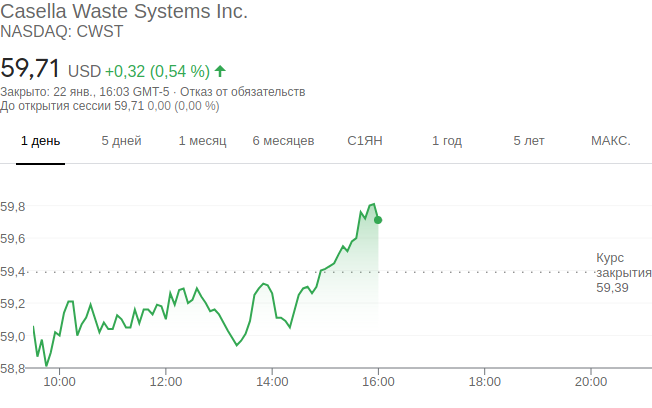 Casella Waste Systems Inc.
NASDAQ: CWST
59,71 USD +0,32 (0,54 %)
Закрыто: 22 янв., 16:03 GMT-5 · Отказ от обязательств
До открытия сессии 59,71 0,00 (0,00 %)
1 день 5 дней 1 месяц 6 месяцев С1ЯН 1 год 5 лет МАКС.
59,8
59,6
59,4
59,2
59,0
58,8
Курс
закрытия
59,39
10:00 12:00 14:00 16:00 18:00 20:00